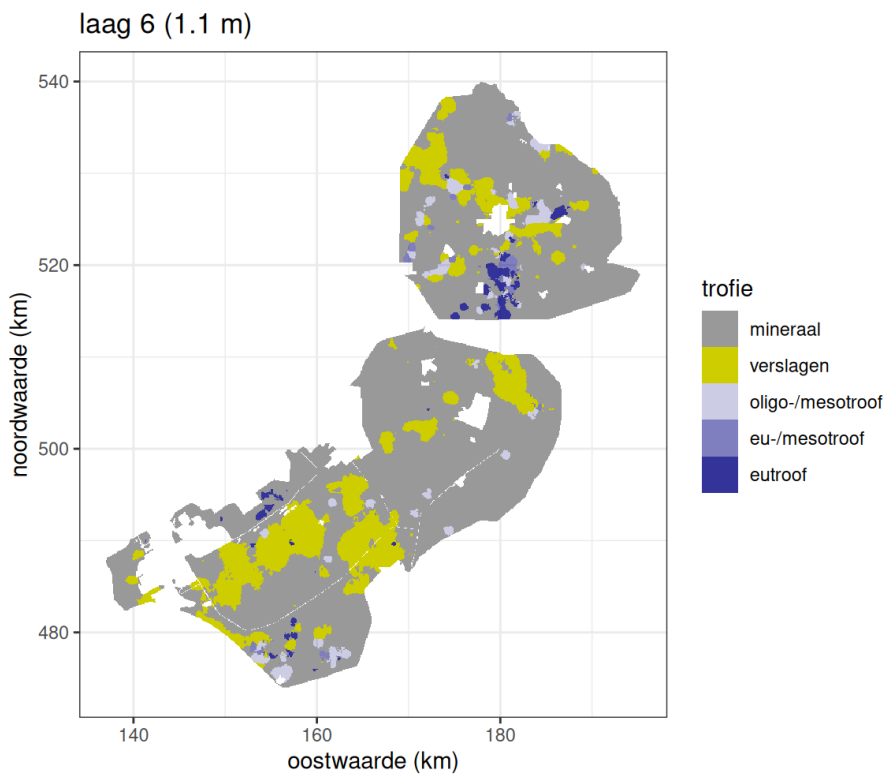 laag 6 (1.1 m)
540
520
500
480
noordwaarde (km)
140
160
180
oostwaarde (km)
trofie
mineraal
verslagen
oligo-/mesotroof
eu-/mesotroof
eutroof